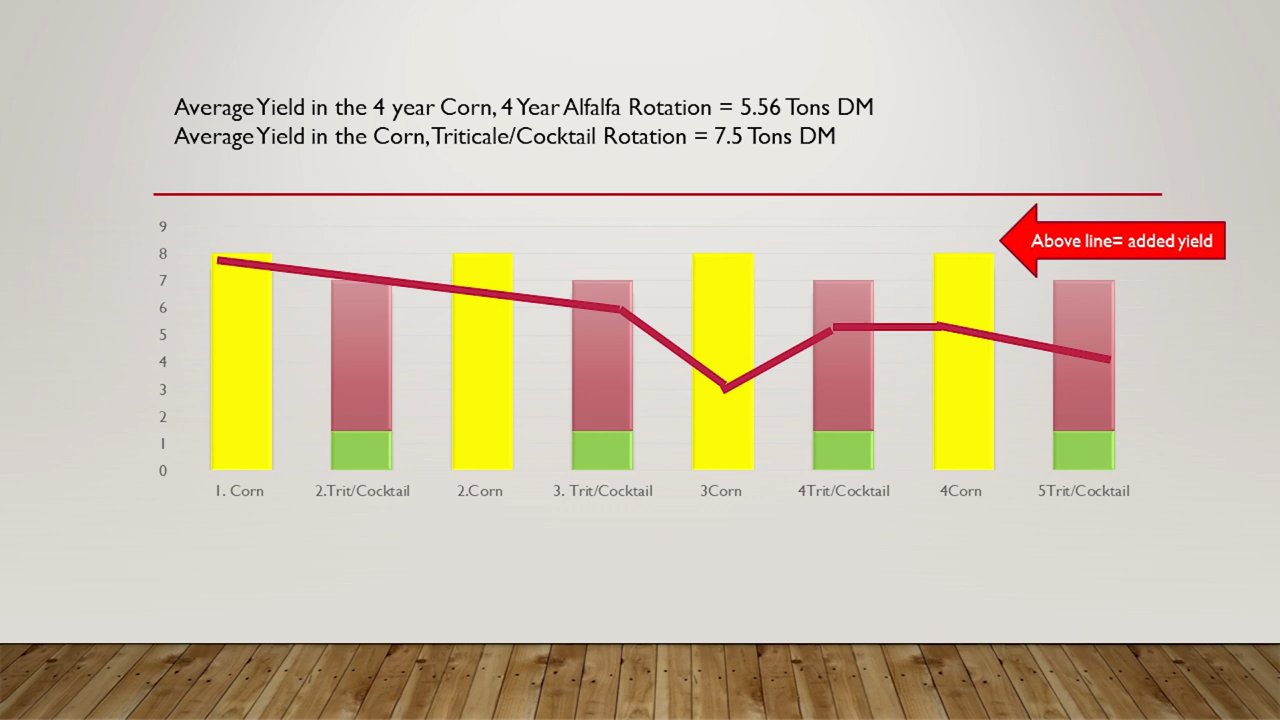 Average Yield in the 4 year Corn, 4 Year Alfalfa Rotation = 5.56 Tons DM
Average Yield in the Corn, Triticale/Cocktail Rotation = 7.5 Tons DM
Above line= added yield
9
8
7
6
5
4
3
2
1
0
1. Corn
2.Trit/Cocktail
2.Corn
3. Trit/Cocktail
3Corn
4Trit/Cocktail
4Corn
5Trit/Cocktail